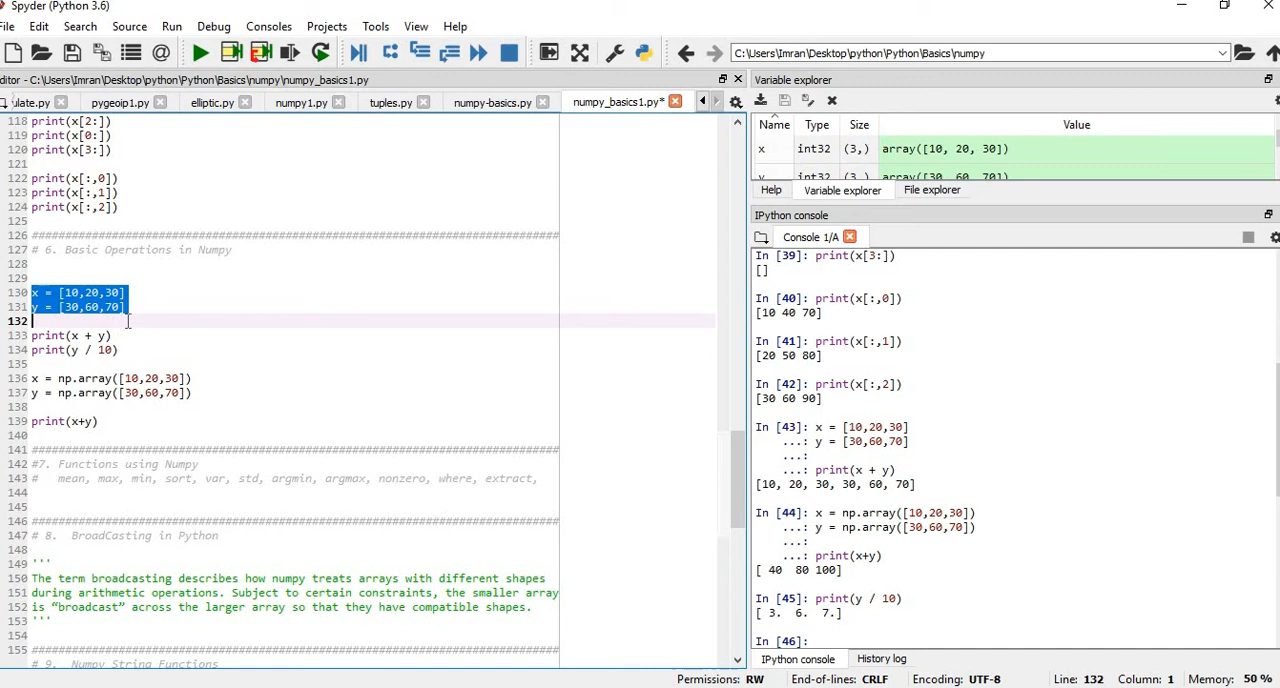 Spyder (Python 3.6)
File Edit Search Source Run Debug Consoles Projects Tools View Help
C:\Users\Imran\Desktop\python\Python\Basics\numpy
ditor - C:\Users\Imran\Desktop\python\Python\Basics\numpy\numpy_basics1.py
ulate.py pygeoip1.py elliptic.py numpy1.py tuples.py numpy-basics.py numpy_basics1.py*
118 print(x[2:])
119 print(x[0:])
120 print(x[3:])
121
122 print(x[:,0])
123 print(x[:,1])
124 print(x[:,2])
125
126 ###############################################################################
127 # 6. Basic Operations in Numpy
128
129
130 x = [10,20,30]
131 y = [30,60,70]
132
133 print(x + y)
134 print(y / 10)
135
136 x = np.array([10,20,30])
137 y = np.array([30,60,70])
138
139 print(x+y)
140
141 ###############################################################################
142 #7. Functions using Numpy
143 #   mean, max, min, sort, var, std, argmin, argmax, nonzero, where, extract,
144
145
146 ###############################################################################
147 # 8.  BroadCasting in Python
148
149 '''
150 The term broadcasting describes how numpy treats arrays with different shapes
151 during arithmetic operations. Subject to certain constraints, the smaller array
152 is “broadcast” across the larger array so that they have compatible shapes.
153 '''
154
155 ###############################################################################
# 9.  Numpy String Functions
Variable explorer
Name Type Size Value
x int32 (3,) array([10, 20, 30])
y int32 (3,) array([30, 60, 70])
Help Variable explorer File explorer
IPython console
Console 1/A
In [39]: print(x[3:])
[]
In [40]: print(x[:,0])
[10 40 70]
In [41]: print(x[:,1])
[20 50 80]
In [42]: print(x[:,2])
[30 60 90]
In [43]: x = [10,20,30]
...: y = [30,60,70]
...:
...: print(x + y)
[10, 20, 30, 30, 60, 70]
In [44]: x = np.array([10,20,30])
...: y = np.array([30,60,70])
...:
...: print(x+y)
[ 40  80 100]
In [45]: print(y / 10)
[ 3.  6.  7.]
In [46]:
IPython console History log
Permissions: RW End-of-lines: CRLF Encoding: UTF-8 Line: 132 Column: 1 Memory: 50 %